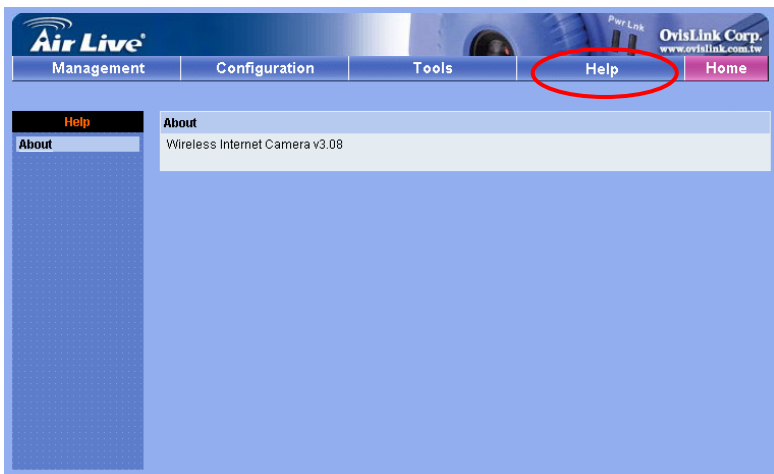 Air Live
Pwr Lnk
OvisLink Corp.
www.ovislink.com.tw
Management Configuration Tools Help Home
Help
About
About
Wireless Internet Camera v3.08